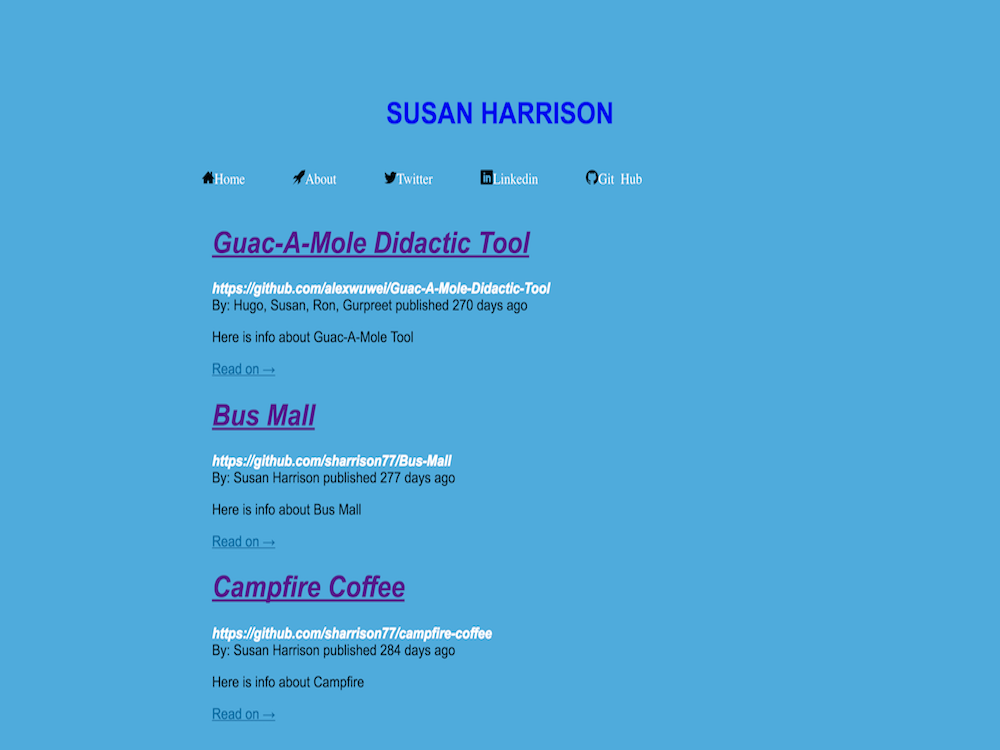 SUSAN HARRISON
Home About Twitter Linkedin Git Hub
Guac-A-Mole Didactic Tool
https://github.com/alexwuwei/Guac-A-Mole-Didactic-Tool
By: Hugo, Susan, Ron, Gurpreet published 270 days ago
Here is info about Guac-A-Mole Tool
Read on →
Bus Mall
https://github.com/sharrison77/Bus-Mall
By: Susan Harrison published 277 days ago
Here is info about Bus Mall
Read on →
Campfire Coffee
https://github.com/sharrison77/campfire-coffee
By: Susan Harrison published 284 days ago
Here is info about Campfire
Read on →